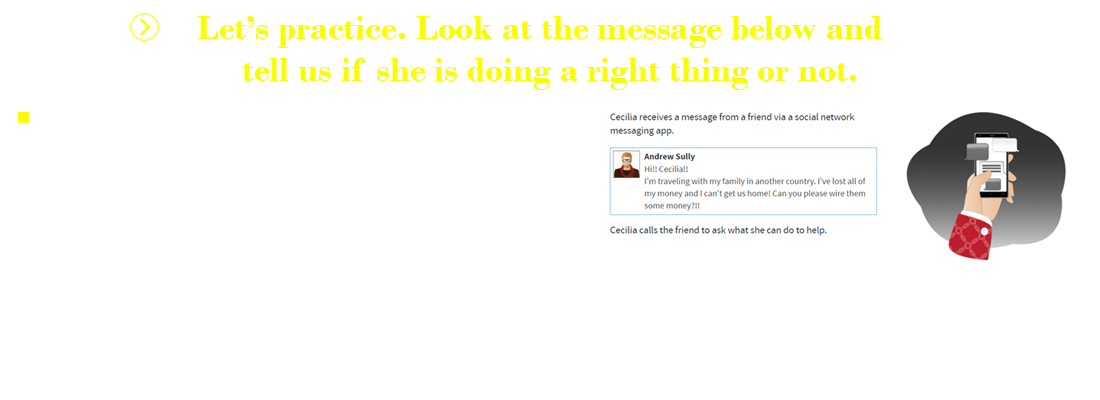 Let's practice. Look at the message below and
tell us if she is doing a right thing or not.
Cecilia receives a message from a friend via a social network
messaging app.
Andrew Sully
Hi!! Cecilia!!
I'm traveling with my family in another country. I've lost all of
my money and I can't get us home! Can you please wire them
some money?!!
Cecilia calls the friend to ask what she can do to help.